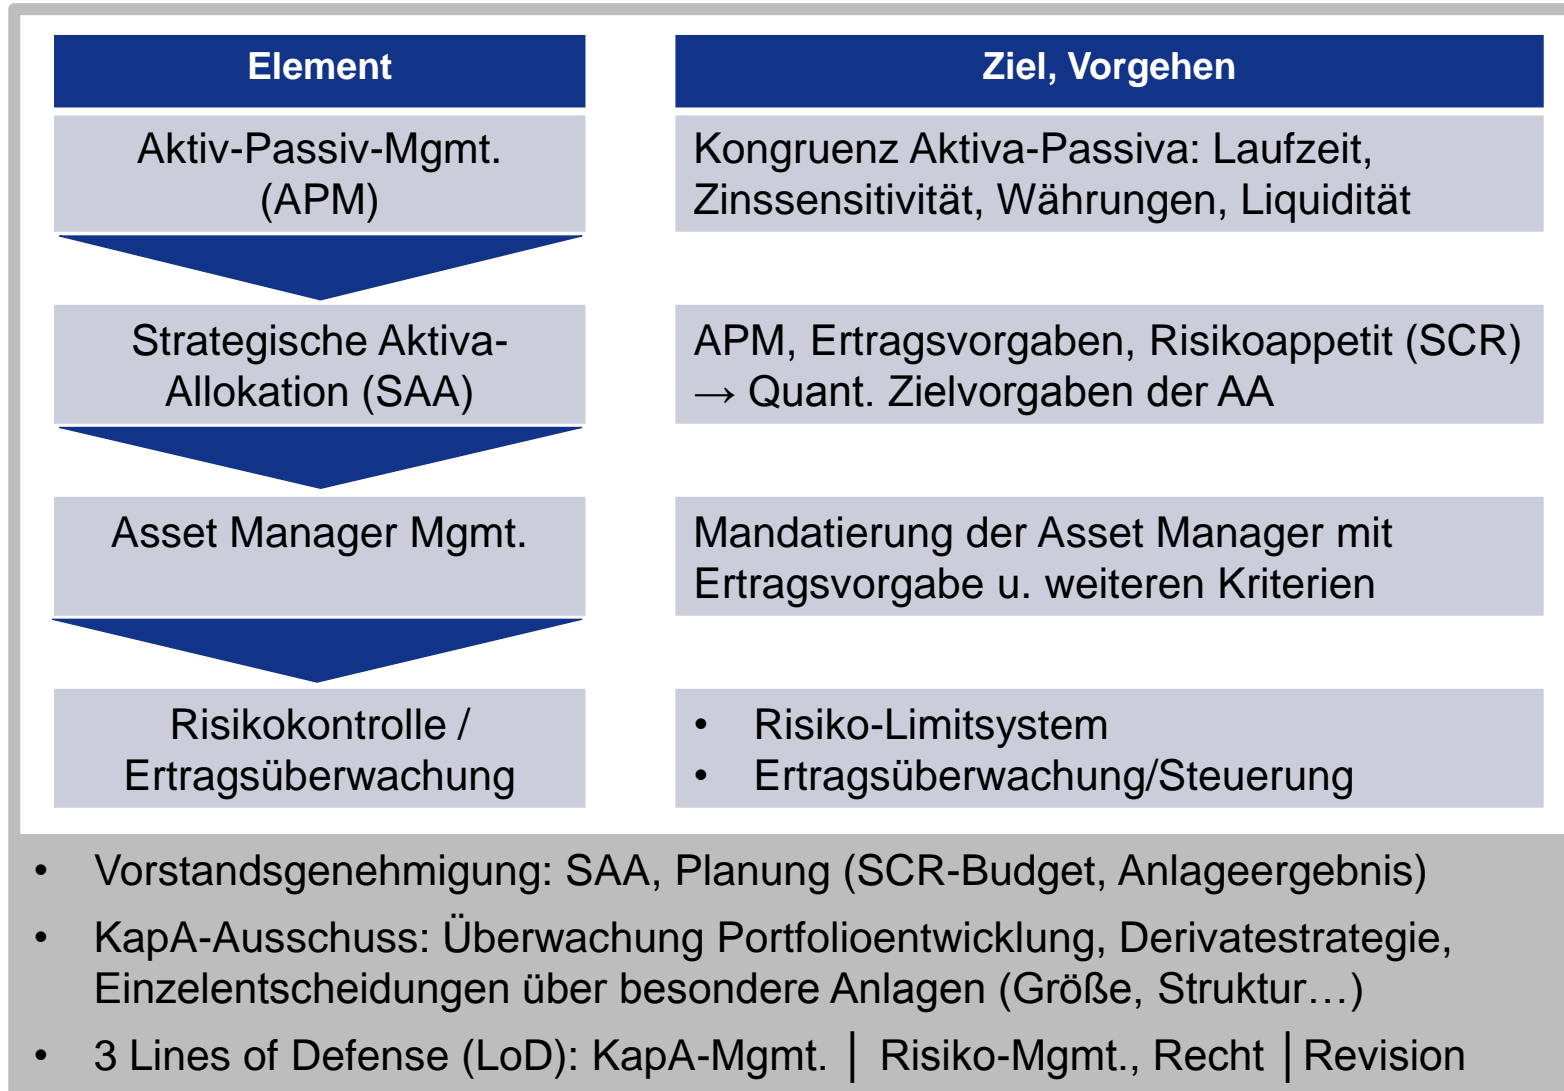 Element
Ziel, Vorgehen
Aktiv-Passiv-Mgmt.
(APM)
Kongruenz Aktiva-Passiva: Laufzeit,
Zinssensitivität, Währungen, Liquidität
Strategische Aktiva-
Allokation (SAA)
APM, Ertragsvorgaben, Risikoappetit (SCR)
→ Quant. Zielvorgaben der AA
Asset Manager Mgmt.
Mandatierung der Asset Manager mit
Ertragsvorgabe u. weiteren Kriterien
Risikokontrolle /
Ertragsüberwachung
• Risiko-Limitsystem
• Ertragsüberwachung/Steuerung
• Vorstandsgenehmigung: SAA, Planung (SCR-Budget, Anlageergebnis)
• KapA-Ausschuss: Überwachung Portfolioentwicklung, Derivatestrategie,
Einzelentscheidungen über besondere Anlagen (Größe, Struktur…)
• 3 Lines of Defense (LoD): KapA-Mgmt. │ Risiko-Mgmt., Recht │Revision